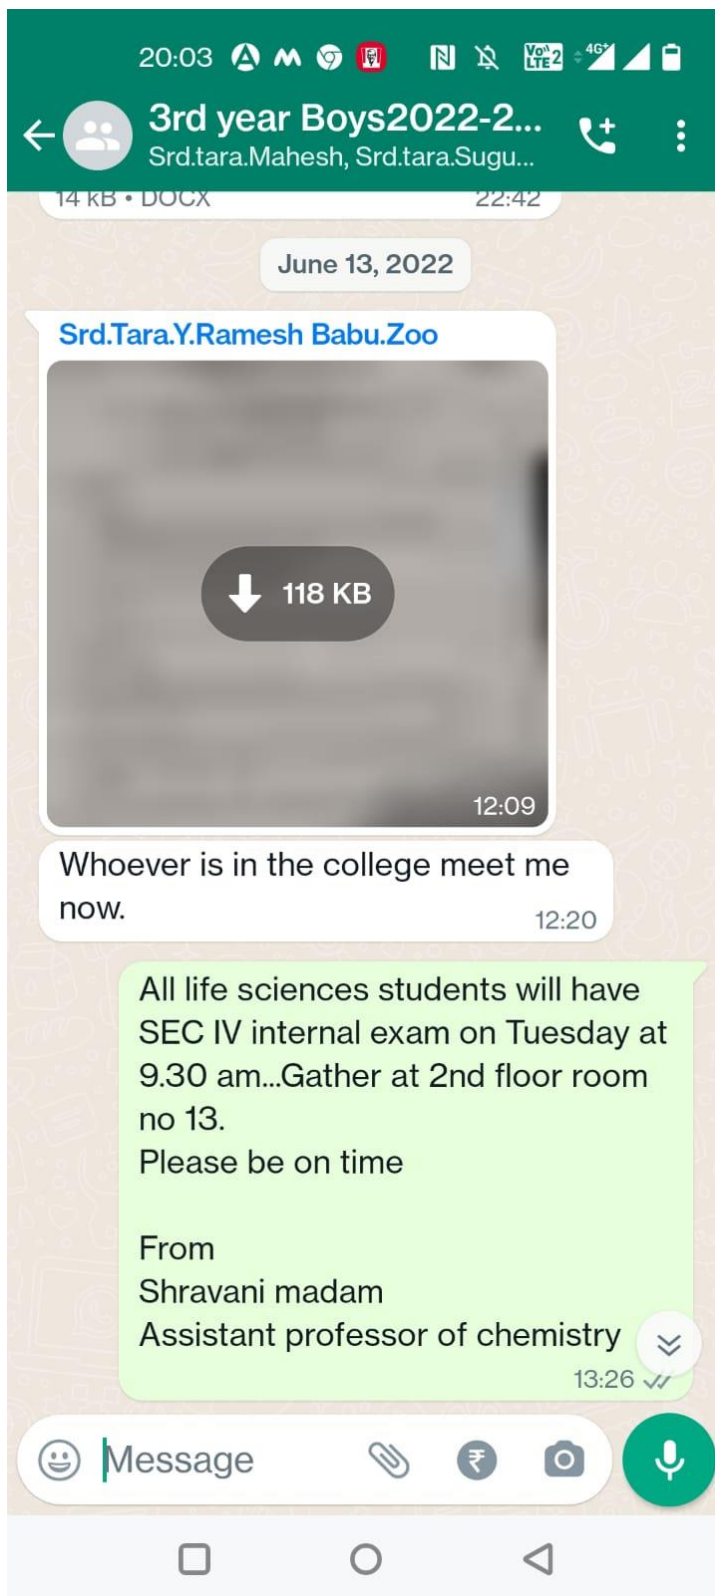 20:03 VoLTE2 4G+
3rd year Boys2022-2...
Srd.tara.Mahesh, Srd.tara.Sugu...
14 kB • DOCX 22:42
June 13, 2022
Srd.Tara.Y.Ramesh Babu.Zoo
118 KB
12:09
Whoever is in the college meet me
now.
12:20
All life sciences students will have
SEC IV internal exam on Tuesday at
9.30 am...Gather at 2nd floor room
no 13.
Please be on time
From
Shravani madam
Assistant professor of chemistry
13:26
Message